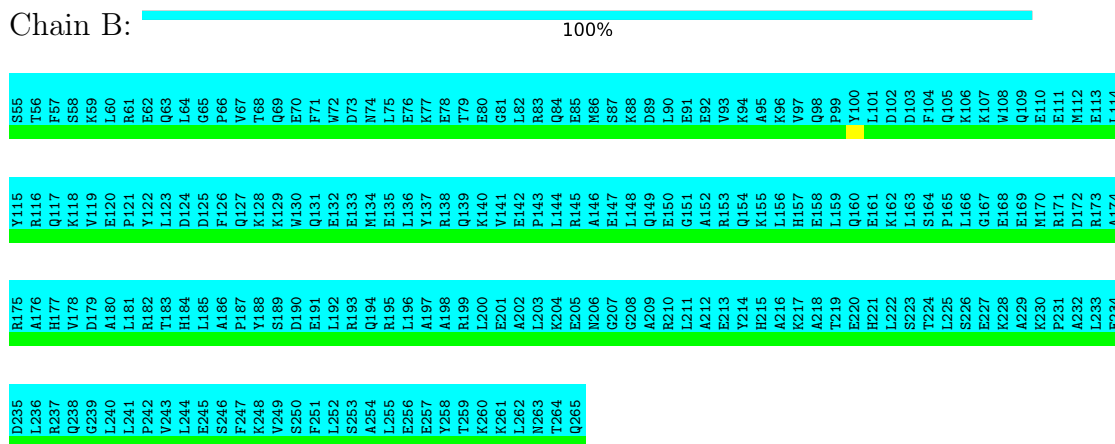 Chain B:
100%
S55 T56 F57 S58 K59 L60 R61 E62 Q63 L64 G65 P66 V67 T68 Q69 E70 F71 W72 D73 N74 L75 E76 K77 E78 T79 E80 G81 L82 R83 Q84 E85 M86 S87 K88 D89 L90 E91 E92 V93 K94 A95 K96 V97 Q98 P99 Y100 L101 D102 D103 F104 Q105 K106 K107 W108 Q109 E110 E111 M112 E113 L114
Y115 R116 Q117 K118 V119 E120 P121 Y122 L123 D124 D125 F126 Q127 K128 K129 W130 Q131 E132 E133 M134 E135 L136 Y137 R138 Q139 K140 V141 E142 P143 L144 R145 A146 E147 L148 Q149 E150 G151 A152 R153 Q154 K155 L156 H157 E158 L159 Q160 E161 K162 L163 S164 P165 L166 G167 E168 E169 M170 R171 D172 R173 A174
R175 A176 H177 V178 D179 A180 L181 R182 T183 H184 L185 A186 P187 Y188 S189 D190 E191 L192 R193 Q194 R195 L196 A197 A198 R199 L200 E201 A202 L203 K204 E205 N206 G207 G208 A209 R210 L211 A212 E213 Y214 H215 A216 K217 A218 T219 E220 H221 L222 S223 T224 L225 S226 E227 K228 A229 K230 P231 A232 L233 E234
D235 L236 R237 Q238 G239 L240 L241 P242 V243 L244 E245 S246 F247 K248 V249 S250 F251 L252 S253 A254 L255 E256 E257 Y258 T259 K260 K261 L262 N263 T264 Q265